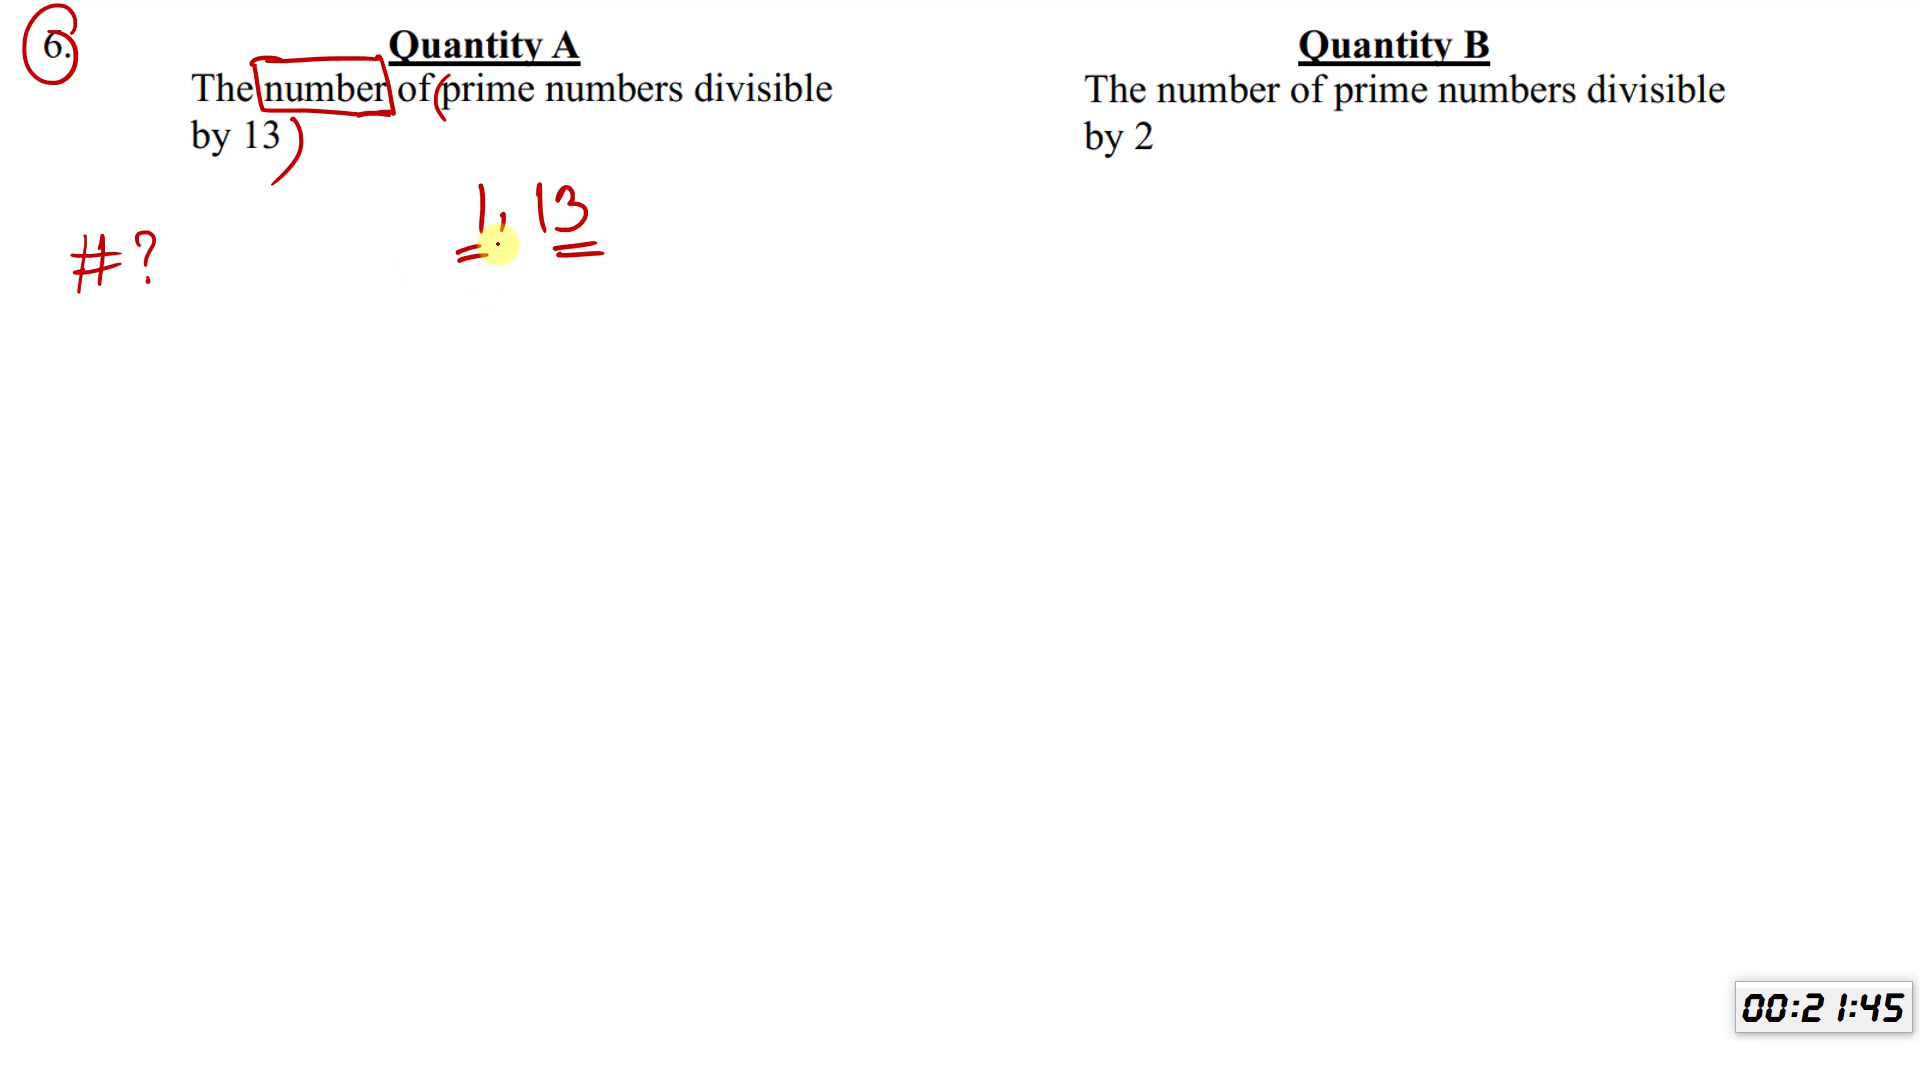 6.
Quantity A
The number of prime numbers divisible
by 13
1, 13
#?
Quantity B
The number of prime numbers divisible
by 2
00:21:45